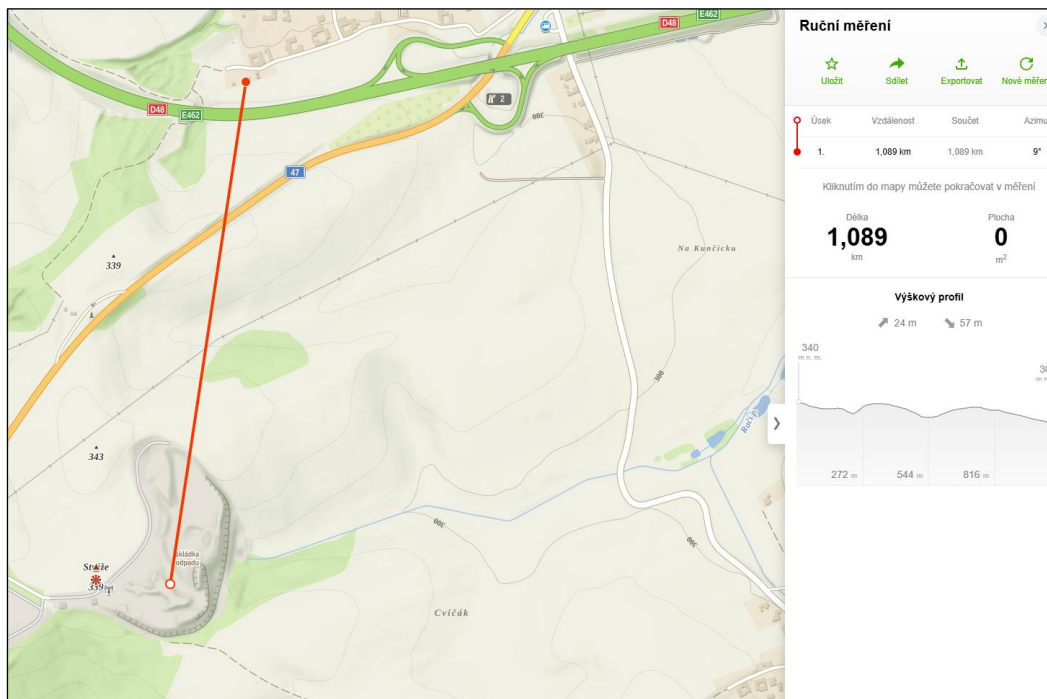 Ruční měření
Uložit
Sdílet
Exportovat
Nové měřen
Úsek
Vzdálenost
Součet
Azimu
1.
1,089 km
1,089 km
9°
Kliknutím do mapy můžete pokračovat v měření
Délka
1,089
km
Plocha
0
m²
Výškový profil
24 m
57 m
340
m n. m.
30
272 m
544 m
816 m
E462
D48
D48
E462
2
47
300
339
Na Kunčicku
300
343
300
300
skládka
odpadu
Stráže
339
Cvičák